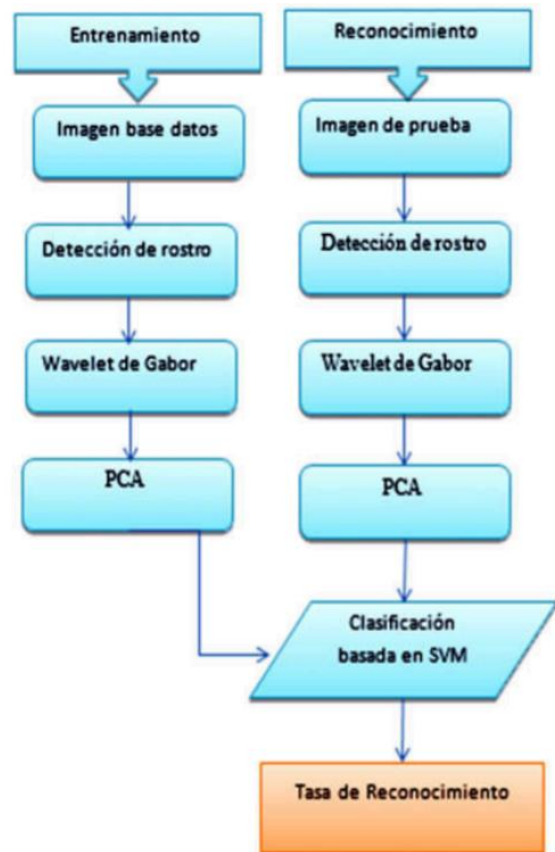 Entrenamiento
Imagen base datos
Detección de rostro
Wavelet de Gabor
PCA
Reconocimiento
Imagen de prueba
Detección de rostro
Wavelet de Gabor
PCA
Clasificación
basada en SVM
Tasa de Reconocimiento